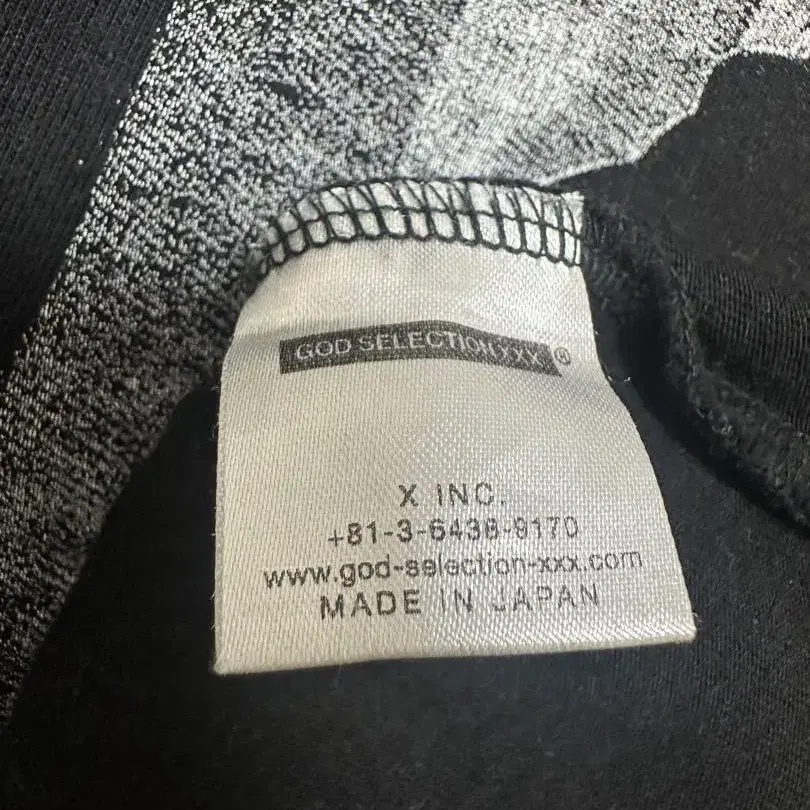 GOD SELECTION XXX ®
X INC.
+81-3-6438-9170
www.god-selection-xxx.com
MADE IN JAPAN